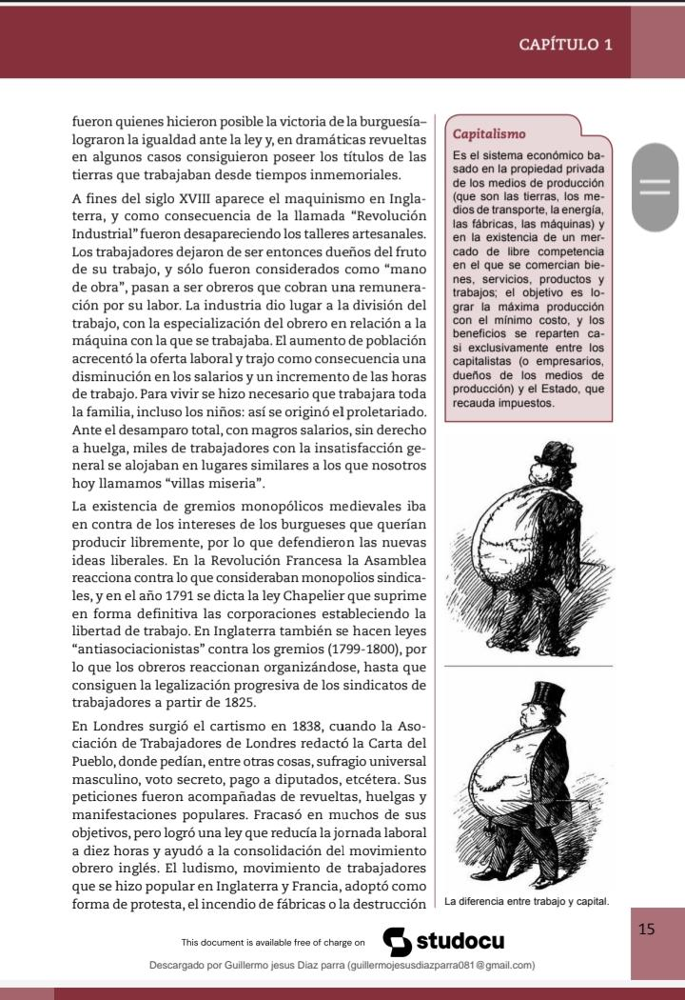 CAPÍTULO 1
fueron quienes hicieron posible la victoria de la burguesía–
lograron la igualdad ante la ley y, en dramáticas revueltas
en algunos casos consiguieron poseer los títulos de las
tierras que trabajaban desde tiempos inmemoriales.
A fines del siglo XVIII aparece el maquinismo en Ingla-
terra, y como consecuencia de la llamada “Revolución
Industrial” fueron desapareciendo los talleres artesanales.
Los trabajadores dejaron de ser entonces dueños del fruto
de su trabajo, y sólo fueron considerados como “mano
de obra”, pasan a ser obreros que cobran una remunera-
ción por su labor. La industria dio lugar a la división del
trabajo, con la especialización del obrero en relación a la
máquina con la que se trabajaba. El aumento de población
acrecentó la oferta laboral y trajo como consecuencia una
disminución en los salarios y un incremento de las horas
de trabajo. Para vivir se hizo necesario que trabajara toda
la familia, incluso los niños: así se originó el proletariado.
Ante el desamparo total, con magros salarios, sin derecho
a huelga, miles de trabajadores con la insatisfacción ge-
neral se alojaban en lugares similares a los que nosotros
hoy llamamos “villas miseria”.
La existencia de gremios monopólicos medievales iba
en contra de los intereses de los burgueses que querían
producir libremente, por lo que defendieron las nuevas
ideas liberales. En la Revolución Francesa la Asamblea
reacciona contra lo que consideraban monopolios sindica-
les, y en el año 1791 se dicta la ley Chapelier que suprime
en forma definitiva las corporaciones estableciendo la
libertad de trabajo. En Inglaterra también se hacen leyes
“antiasociacionistas” contra los gremios (1799-1800), por
lo que los obreros reaccionan organizándose, hasta que
consiguen la legalización progresiva de los sindicatos de
trabajadores a partir de 1825.
En Londres surgió el cartismo en 1838, cuando la Aso-
ciación de Trabajadores de Londres redactó la Carta del
Pueblo, donde pedían, entre otras cosas, sufragio universal
masculino, voto secreto, pago a diputados, etcétera. Sus
peticiones fueron acompañadas de revueltas, huelgas y
manifestaciones populares. Fracasó en muchos de sus
objetivos, pero logró una ley que reducía la jornada laboral
a diez horas y ayudó a la consolidación del movimiento
obrero inglés. El ludismo, movimiento de trabajadores
que se hizo popular en Inglaterra y Francia, adoptó como
forma de protesta, el incendio de fábricas o la destrucción
Capitalismo
Es el sistema económico ba-
sado en la propiedad privada
de los medios de producción
(que son las tierras, los me-
dios de transporte, la energía,
las fábricas, las máquinas) y
en la existencia de un mer-
cado de libre competencia
en el que se comercian bie-
nes, servicios, productos y
trabajos; el objetivo es lo-
grar la máxima producción
con el mínimo costo, y los
beneficios se reparten ca-
si exclusivamente entre los
capitalistas (o empresarios,
dueños de los medios de
producción) y el Estado, que
recauda impuestos.
La diferencia entre trabajo y capital.
15
This document is available free of charge on
studocu
Descargado por Guillermo jesus Diaz parra (guillermojesusdiazparra081@gmail.com)